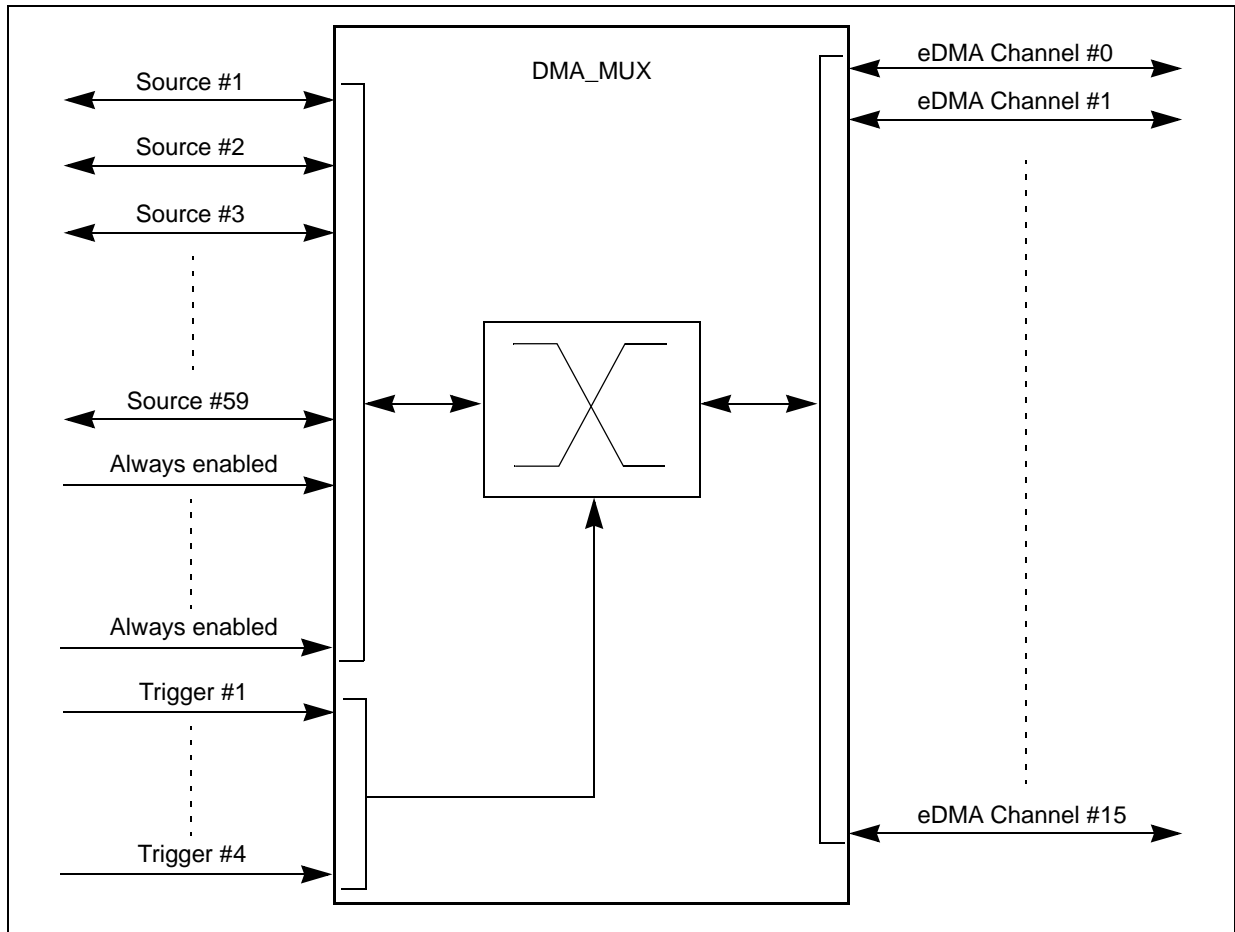 DMA_MUX
Source #1
Source #2
Source #3
Source #59
Always enabled
Always enabled
Trigger #1
Trigger #4
eDMA Channel #0
eDMA Channel #1
eDMA Channel #15